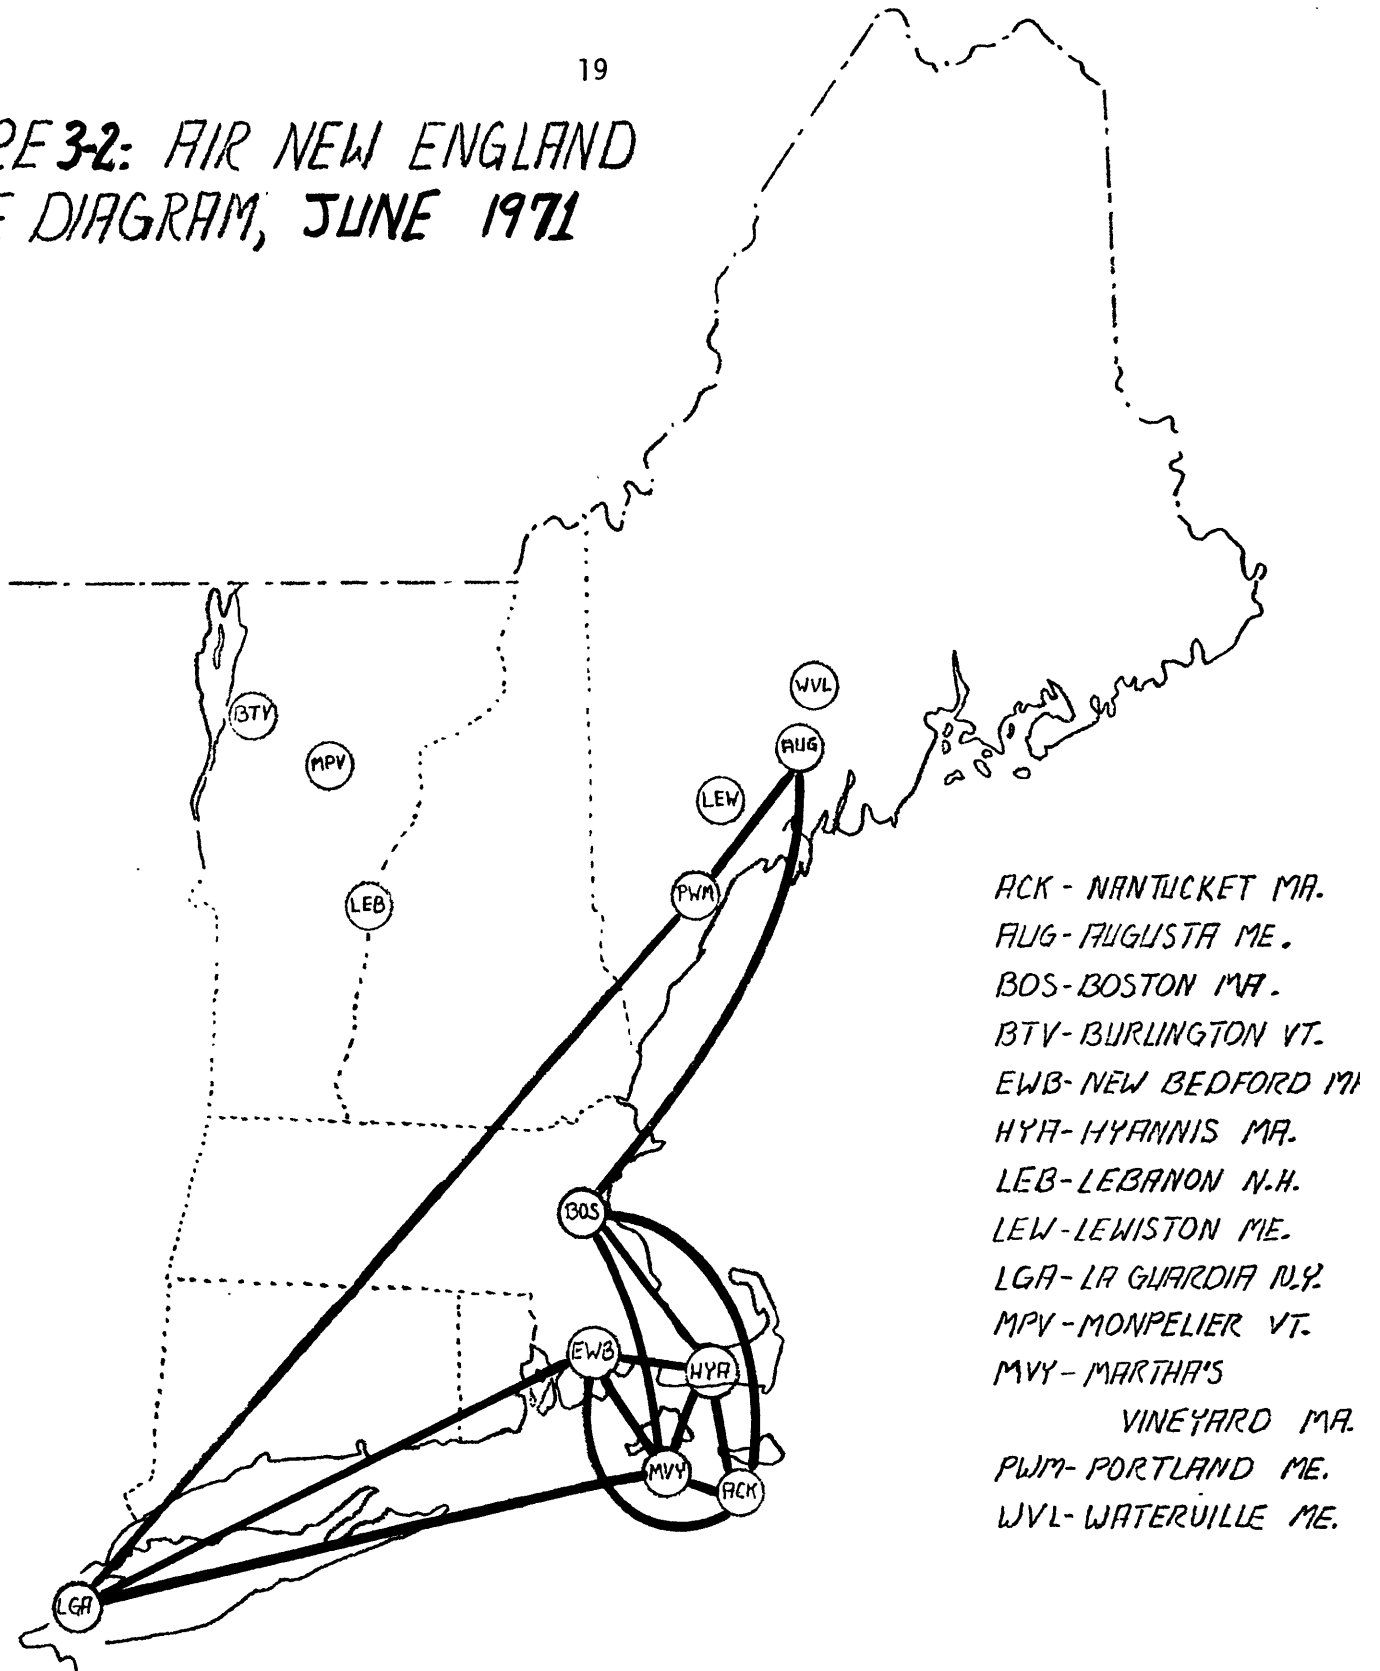 19
RE 3-2: AIR NEW ENGLAND
E DIAGRAM, JUNE 1971
WVL
BTV
AUG
MPV
LEW
PWM
LEB
ACK - NANTUCKET MA.
AUG - AUGUSTA ME.
BOS - BOSTON MA.
BTV - BURLINGTON VT.
EWB - NEW BEDFORD MA
HYA - HYANNIS MA.
LEB - LEBANON N.H.
LEW - LEWISTON ME.
LGA - LA GUARDIA N.Y.
MPV - MONPELIER VT.
MVY - MARTHA'S
VINEYARD MA.
PWM - PORTLAND ME.
WVL - WATERVILLE ME.
BOS
EWB
HYA
MVY
ACK
LGA